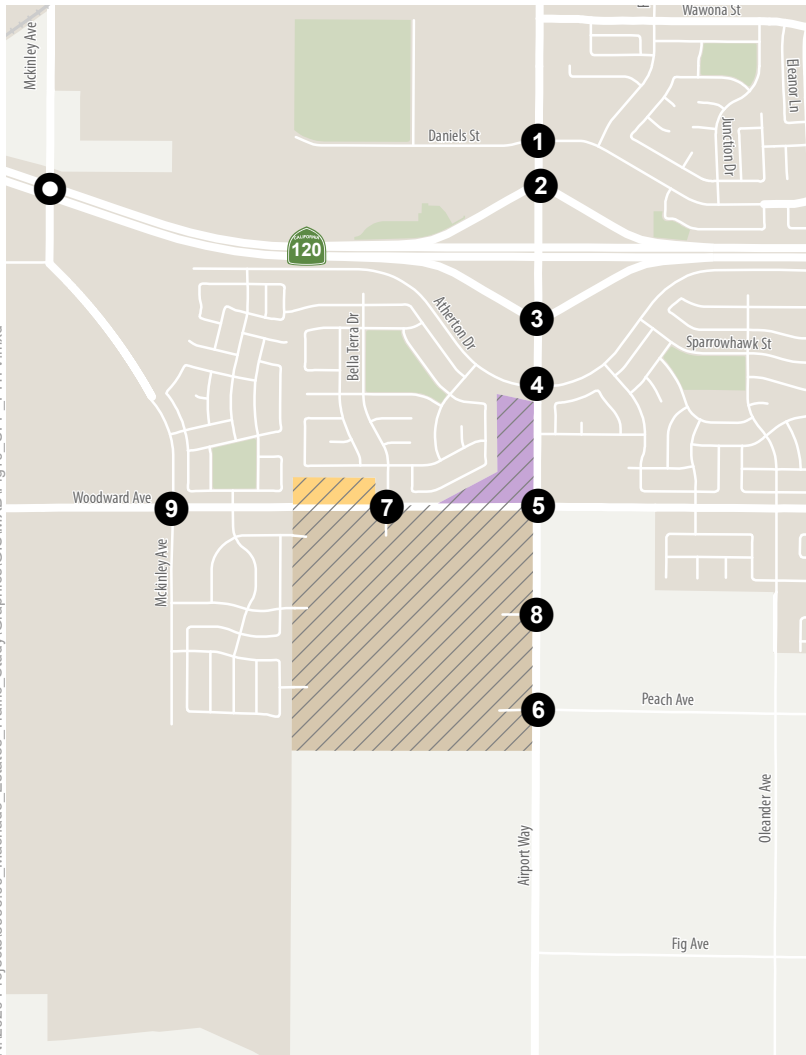 Wawona St
Mckinley Ave
Eleanor Ln
Junction Dr
Daniels St
1
2
CALIFORNIA
120
3
Atherton Dr
Bella Terra Dr
Sparrowhawk St
4
Woodward Ave
9
7
5
Mckinley Ave
8
6
Peach Ave
Oleander Ave
Airport Way
Fig Ave